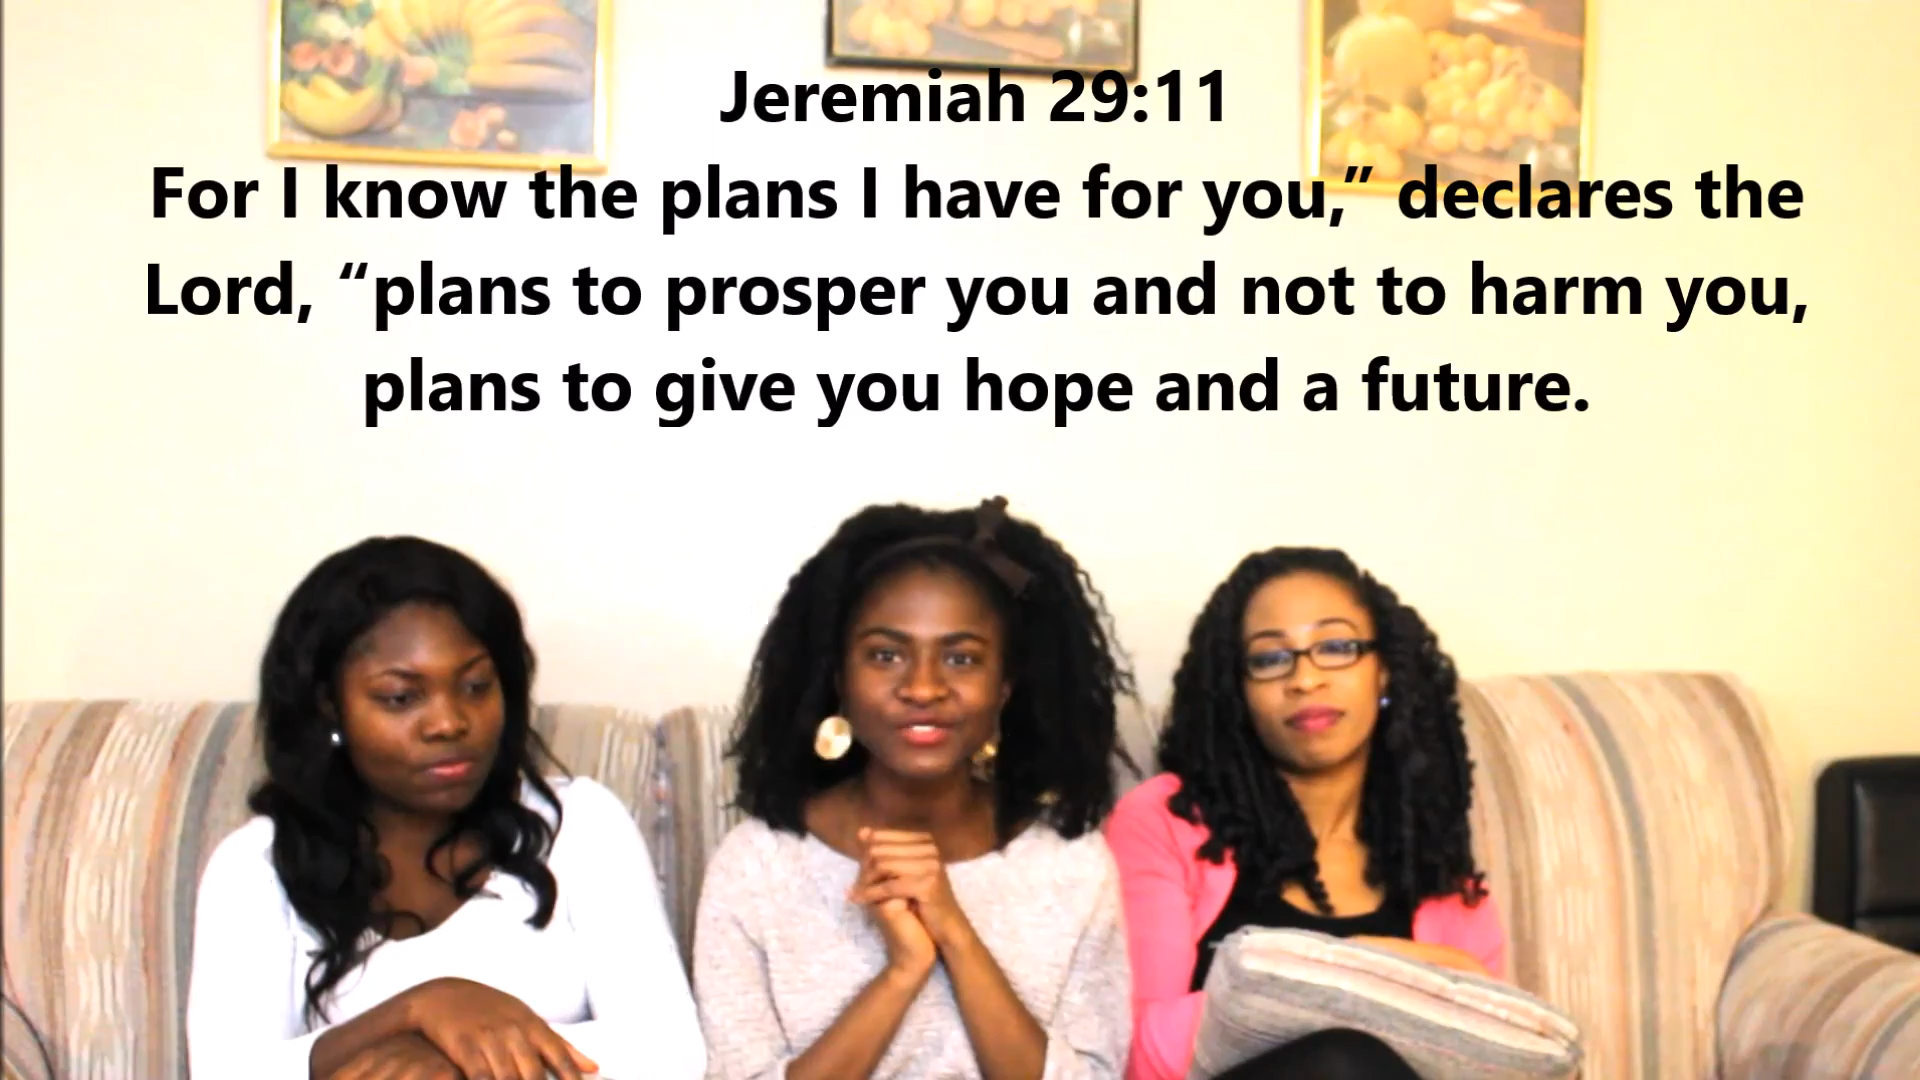 Jeremiah 29:11
For I know the plans I have for you,” declares the
Lord, “plans to prosper you and not to harm you,
plans to give you hope and a future.